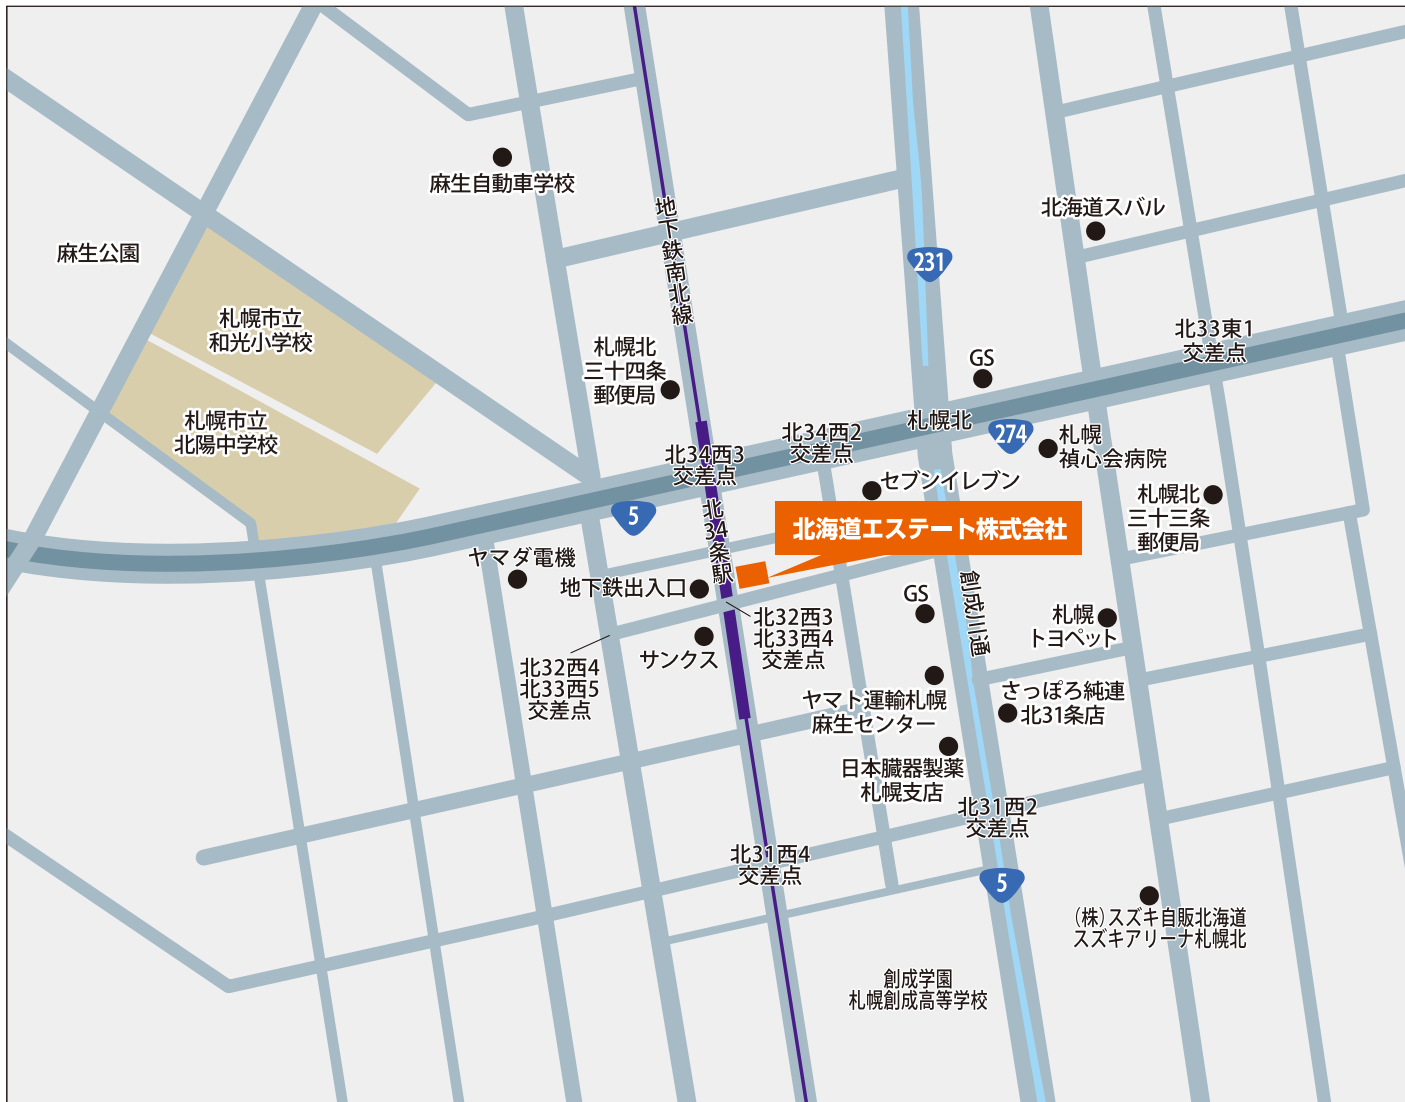 麻生自動車学校
麻生公園
地下鉄南北線
北海道スバル
231
札幌市立
和光小学校
札幌市立
北陽中学校
札幌北
三十四条
郵便局
GS
北33東1
交差点
札幌北
274
札幌
禎心会病院
北34西3
交差点
北34西2
交差点
セブンイレブン
札幌北
三十三条
郵便局
5
北34条駅
北海道エステート株式会社
ヤマダ電機
地下鉄出入口
北32西3
北33西4
交差点
GS
創成川通
札幌
トヨペット
サンクス
北32西4
北33西5
交差点
ヤマト運輸札幌
麻生センター
さっぽろ純連
北31条店
日本臓器製薬
札幌支店
北31西2
交差点
北31西4
交差点
5
(株)スズキ自販北海道
スズキアリーナ札幌北
創成学園
札幌創成高等学校